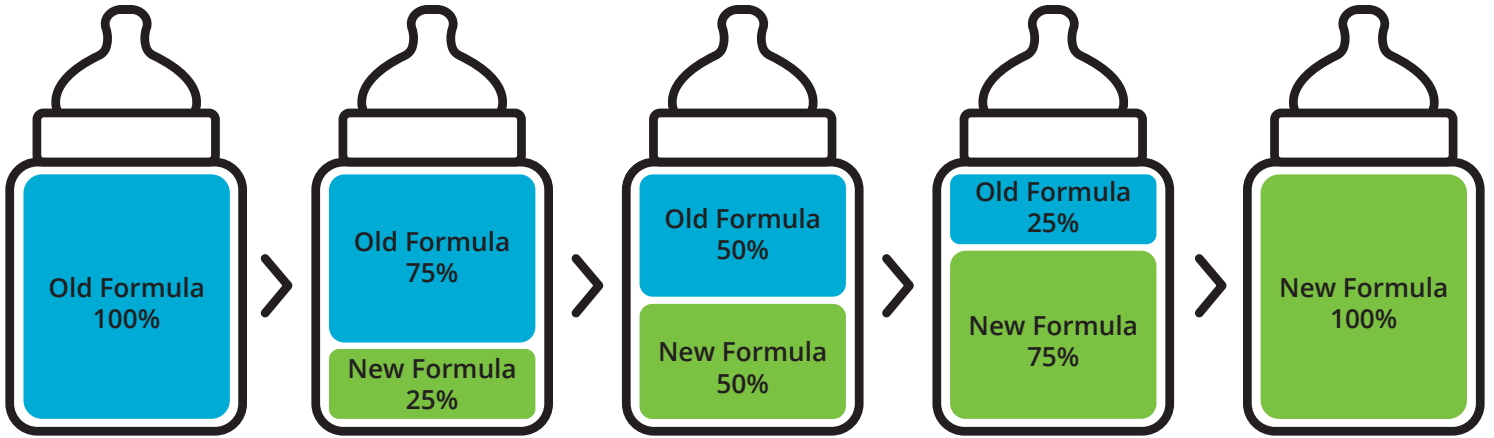 Old Formula
100%
Old Formula
75%
New Formula
25%
Old Formula
50%
New Formula
50%
Old Formula
25%
New Formula
75%
New Formula
100%